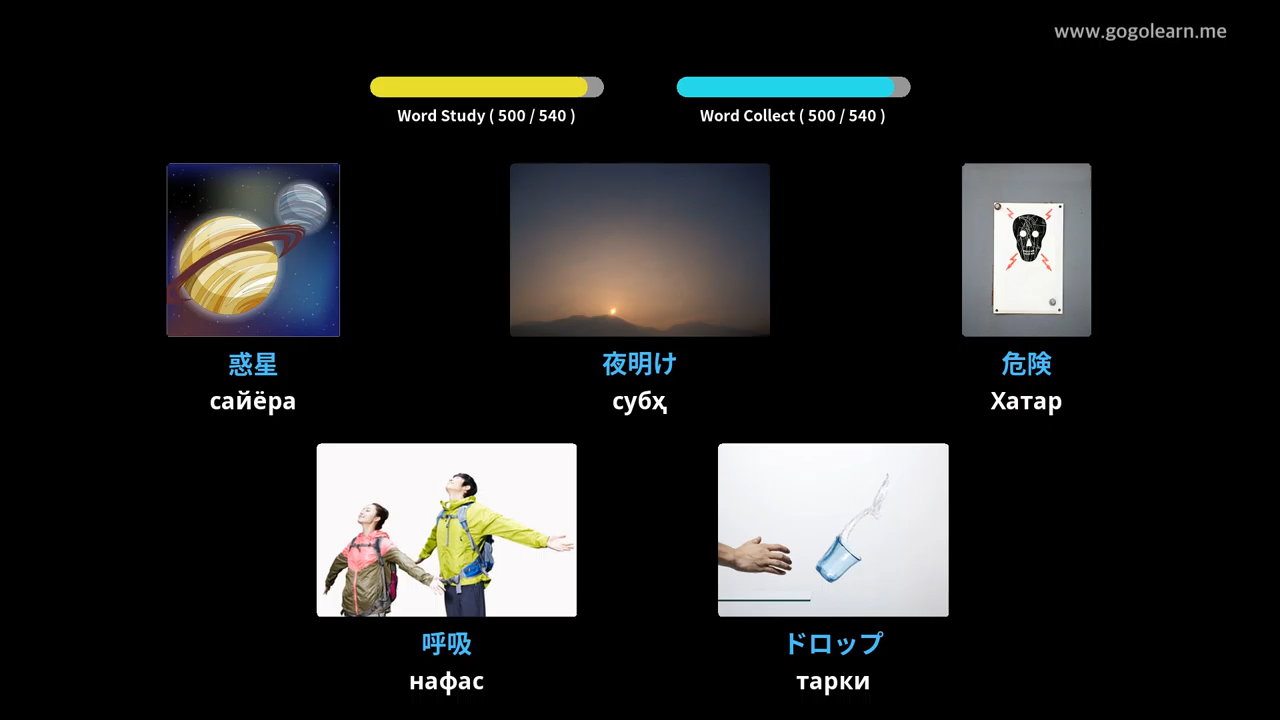 www.gogolearn.me
Word Study ( 500 / 540 )
Word Collect ( 500 / 540 )
惑星
сайёра
夜明け
субҳ
危険
Хатар
呼吸
нафас
ドロップ
тарки